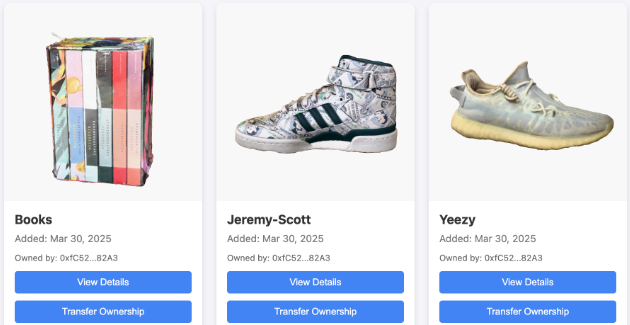 Books
Added: Mar 30, 2025
Owned by: 0xfC52...82A3
View Details
Transfer Ownership
Jeremy-Scott
Added: Mar 30, 2025
Owned by: 0xfC52...82A3
View Details
Transfer Ownership
Yeezy
Added: Mar 30, 2025
Owned by: 0xfC52...82A3
View Details
Transfer Ownership